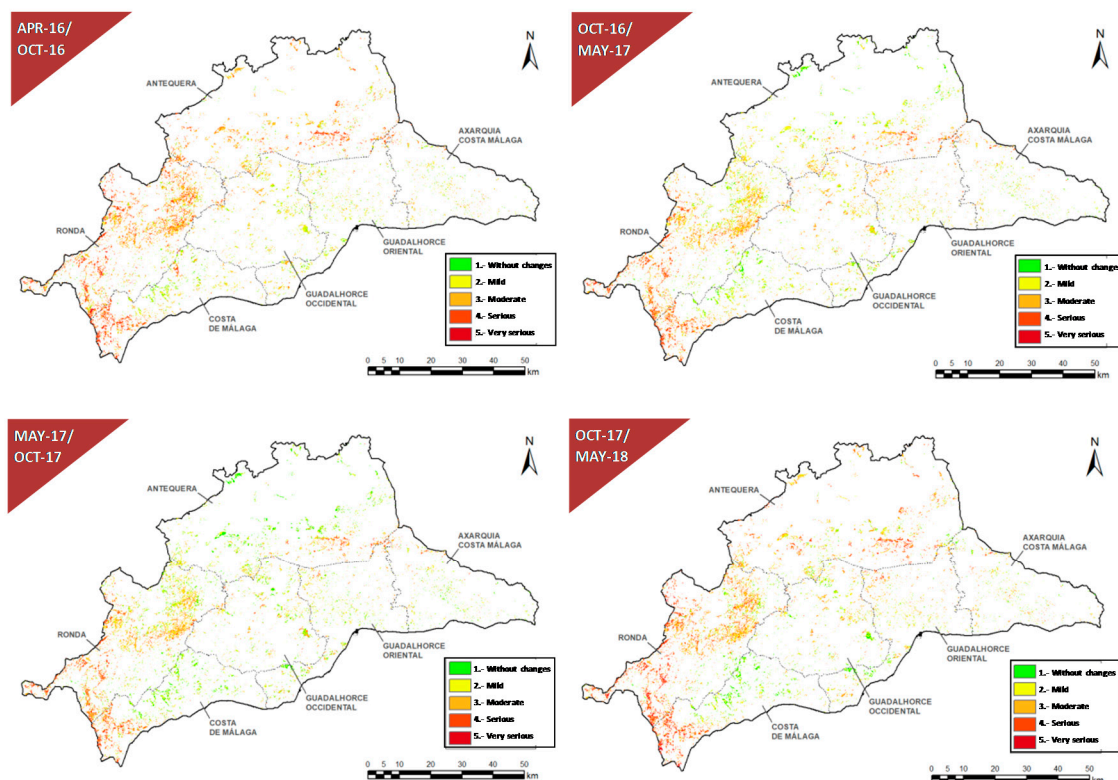 APR-16/
OCT-16
N
ANTEQUERA
AXARQUIA
COSTA MÁLAGA
RONDA
GUADALHORCE
ORIENTAL
GUADALHORCE
OCCIDENTAL
COSTA
DE MÁLAGA
1.- Without changes
2.- Mild
3.- Moderate
4.- Serious
5.- Very serious
0 5 10 20 30 40 50
km
OCT-16/
MAY-17
N
ANTEQUERA
AXARQUIA
COSTA MÁLAGA
RONDA
GUADALHORCE
ORIENTAL
GUADALHORCE
OCCIDENTAL
COSTA
DE MÁLAGA
1.- Without changes
2.- Mild
3.- Moderate
4.- Serious
5.- Very serious
0 5 10 20 30 40 50
km
MAY-17/
OCT-17
N
ANTEQUERA
AXARQUIA
COSTA MÁLAGA
RONDA
GUADALHORCE
ORIENTAL
GUADALHORCE
OCCIDENTAL
COSTA
DE MÁLAGA
1.- Without changes
2.- Mild
3.- Moderate
4.- Serious
5.- Very serious
0 5 10 20 30 40 50
km
OCT-17/
MAY-18
N
ANTEQUERA
AXARQUIA
COSTA MÁLAGA
RONDA
GUADALHORCE
ORIENTAL
GUADALHORCE
OCCIDENTAL
COSTA
DE MÁLAGA
1.- Without changes
2.- Mild
3.- Moderate
4.- Serious
5.- Very serious
0 5 10 20 30 40 50
km